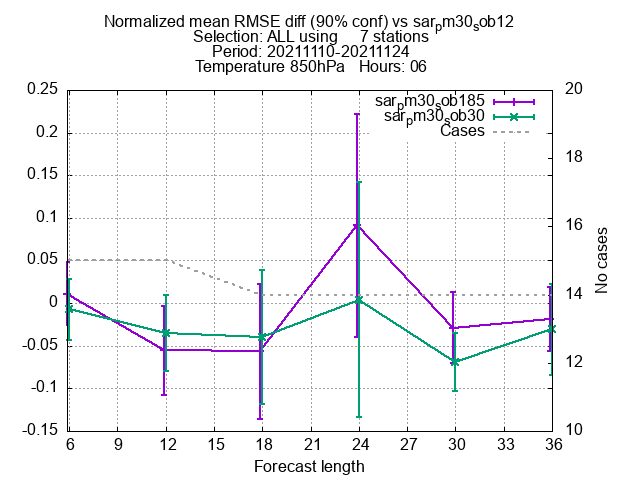 Normalized mean RMSE diff (90% conf) vs sarpm30sob12
Selection: ALL using 7 stations
Period: 20211110-20211124
Temperature 850hPa Hours: 06
0.25
0.2
0.15
0.1
0.05
0
-0.05
-0.1
-0.15
20
18
16
14
12
10
No cases
sarpm30sob185
sarpm30sob30
Cases
6 9 12 15 18 21 24 27 30 33 36
Forecast length